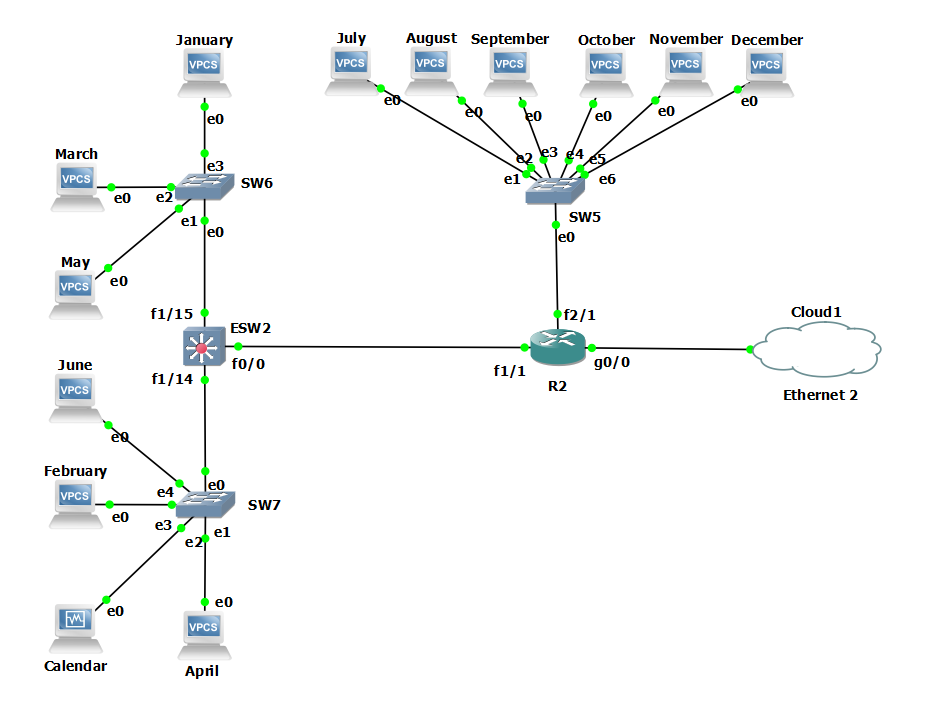 January
July
August
September
October
November
December
VPCS
VPCS
VPCS
VPCS
VPCS
VPCS
VPCS
e0
e0
e0
e0
e0
e0
e0
March
VPCS
e0
e3
e2
SW6
e1
e0
e2
e3
e4
e5
e1
e6
SW5
e0
May
VPCS
e0
f1/15
ESW2
f0/0
f1/14
f2/1
f1/1
g0/0
R2
Cloud1
Ethernet 2
June
VPCS
e0
February
VPCS
e0
e4
e0
SW7
e3
e2
e1
e0
e0
VPCS
Calendar
April